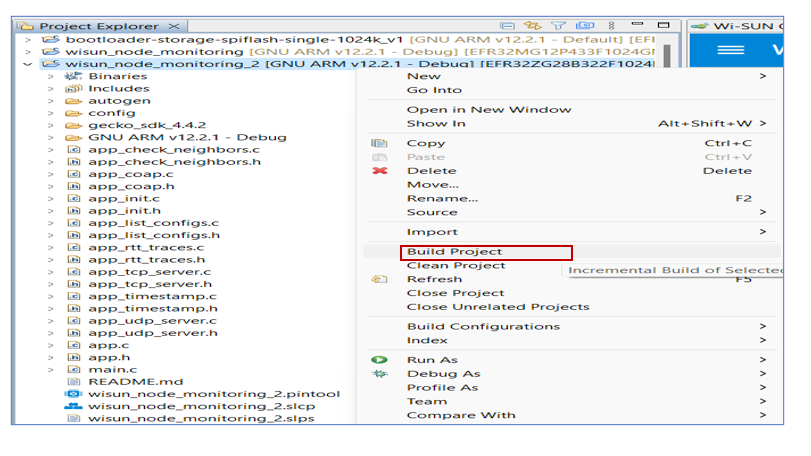 Project Explorer
Wi-SUN
bootloader-storage-spiflash-single-1024k_v1 [GNU ARM v12.2.1 - Default] [EFI
wisun_node_monitoring [GNU ARM v12.2.1 - Debug] [EFR32MG12P433F1024G
wisun_node_monitoring_2 [GNU ARM v12.2.1 - Debug] [EFR32ZG28B322F1024
Binaries
Includes
autogen
config
gecko_sdk_4.4.2
GNU ARM v12.2.1 - Debug
app_check_neighbors.c
app_check_neighbors.h
app_coap.c
app_coap.h
app_init.c
app_init.h
app_list_configs.c
app_list_configs.h
app_rtt_traces.c
app_rtt_traces.h
app_tcp_server.c
app_tcp_server.h
app_timestamp.c
app_timestamp.h
app_udp_server.c
app_udp_server.h
app.c
app.h
main.c
README.md
wisun_node_monitoring_2.pintool
wisun_node_monitoring_2.slcp
wisun_node_monitoring_2.slps
New >
Go Into
Open in New Window
Show In Alt+Shift+W >
Copy Ctrl+C
Paste Ctrl+V
Delete Delete
Move...
Rename... F2
Source >
Import >
Build Project
Clean Project
Incremental Build of Selected
Refresh F5
Close Project
Close Unrelated Projects
Build Configurations >
Index >
Run As >
Debug As >
Profile As >
Team >
Compare With >